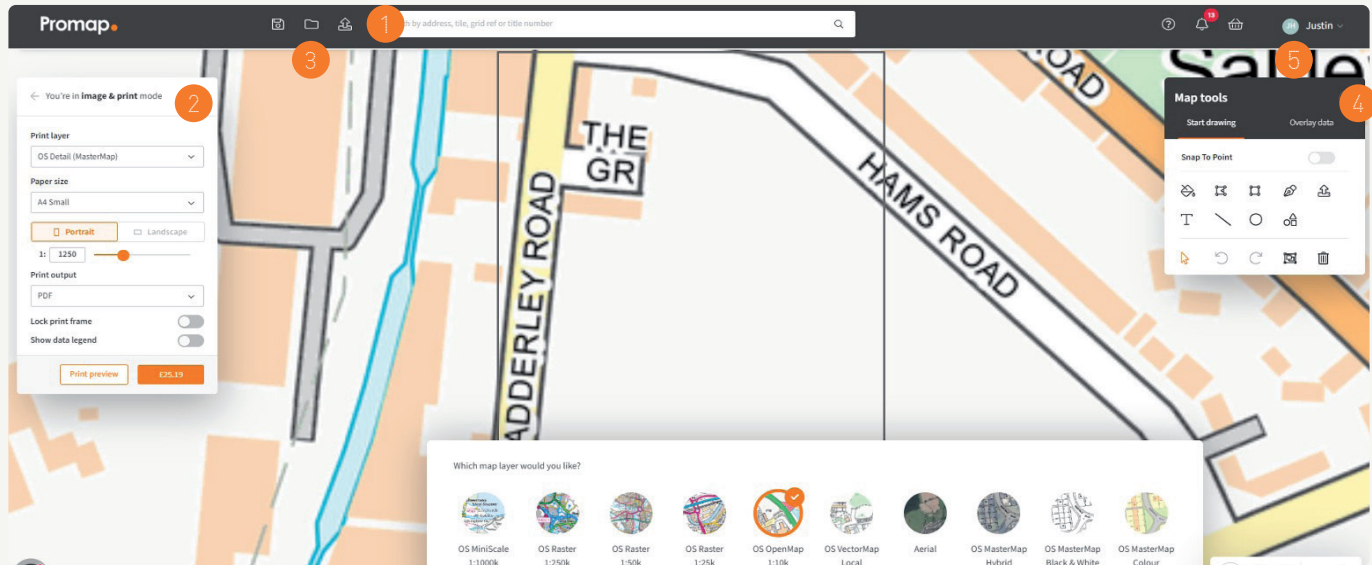 Promap.
1
by address, tile, grid ref or title number
13
JH
Justin
3
5
You're in image & print mode
2
Print layer
OS Detail (MasterMap)
Paper size
A4 Small
Portrait
Landscape
1: 1250
Print output
PDF
Lock print frame
Show data legend
Print preview
£25.19
THE
GR
ADDERLEY ROAD
HAMS ROAD
ROAD
Map tools
4
Start drawing
Overlay data
Snap To Point
T
Which map layer would you like?
OS MiniScale
1:1000k
OS Raster
1:250k
OS Raster
1:50k
OS Raster
1:25k
OS OpenMap
1:10k
OS VectorMap
Local
Aerial
OS MasterMap
Hybrid
OS MasterMap
Black & White
OS MasterMap
Colour